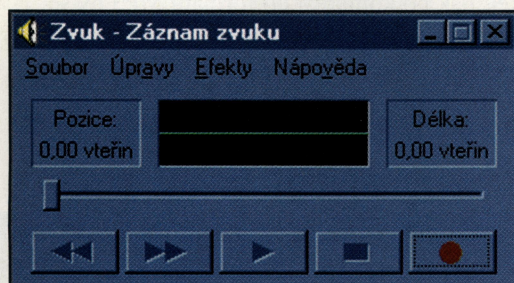 Zvuk - Záznam zvuku
Soubor Úpravy Efekty Nápověda
Pozice: Délka:
0,00 vteřin 0,00 vteřin